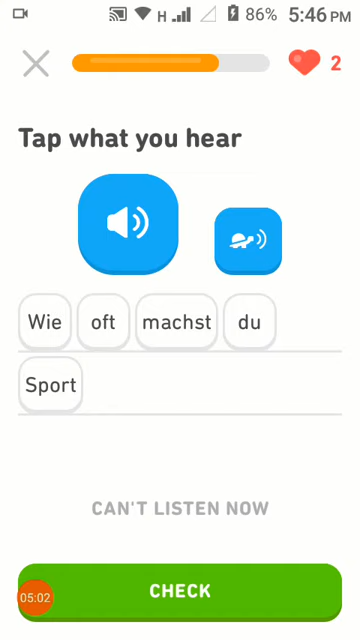 H 86% 5:46 PM
2
Tap what you hear
Wie oft machst du
Sport
CAN'T LISTEN NOW
CHECK
05:02